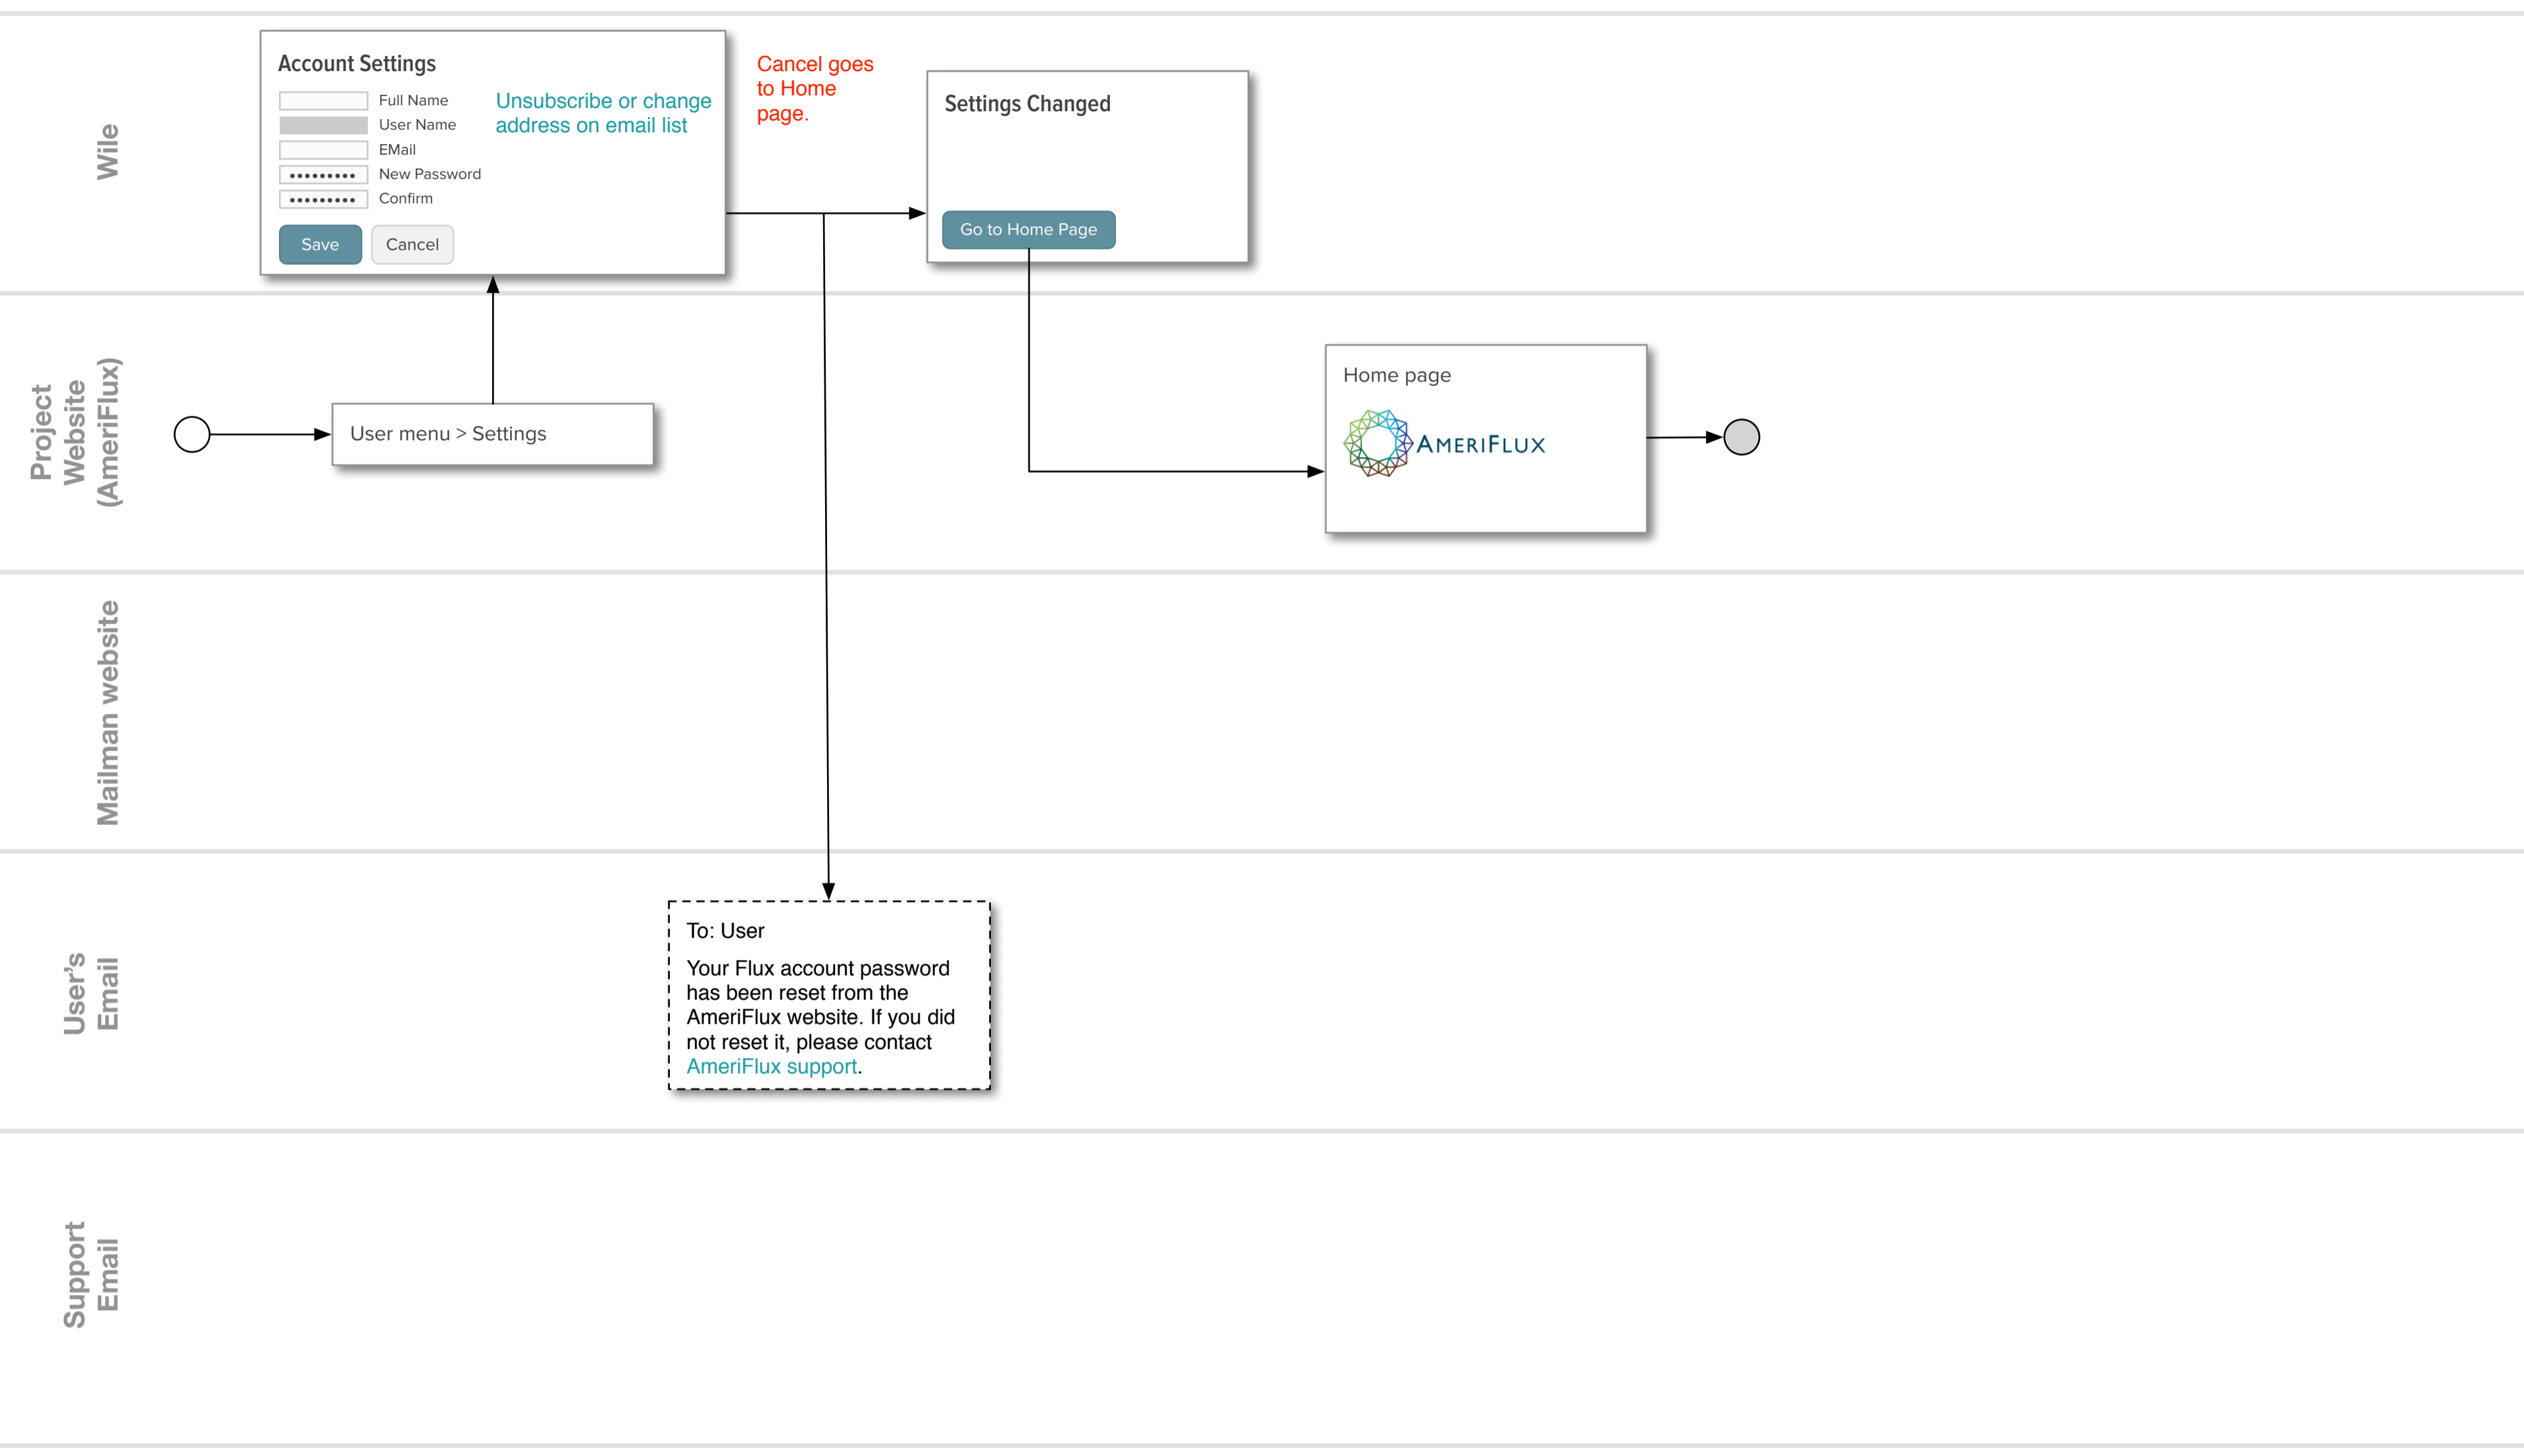 Wile
Account Settings
Full Name
User Name
EMail
●●●●●●●●● New Password
●●●●●●●●● Confirm
Save Cancel
Unsubscribe or change
address on email list
Cancel goes
to Home
page.
Settings Changed
Go to Home Page
Project
Website
(AmeriFlux)
User menu > Settings
Home page
AMERIFLUX
Mailman website
User’s
Email
To: User
Your Flux account password
has been reset from the
AmeriFlux website. If you did
not reset it, please contact
AmeriFlux support.
Support
Email